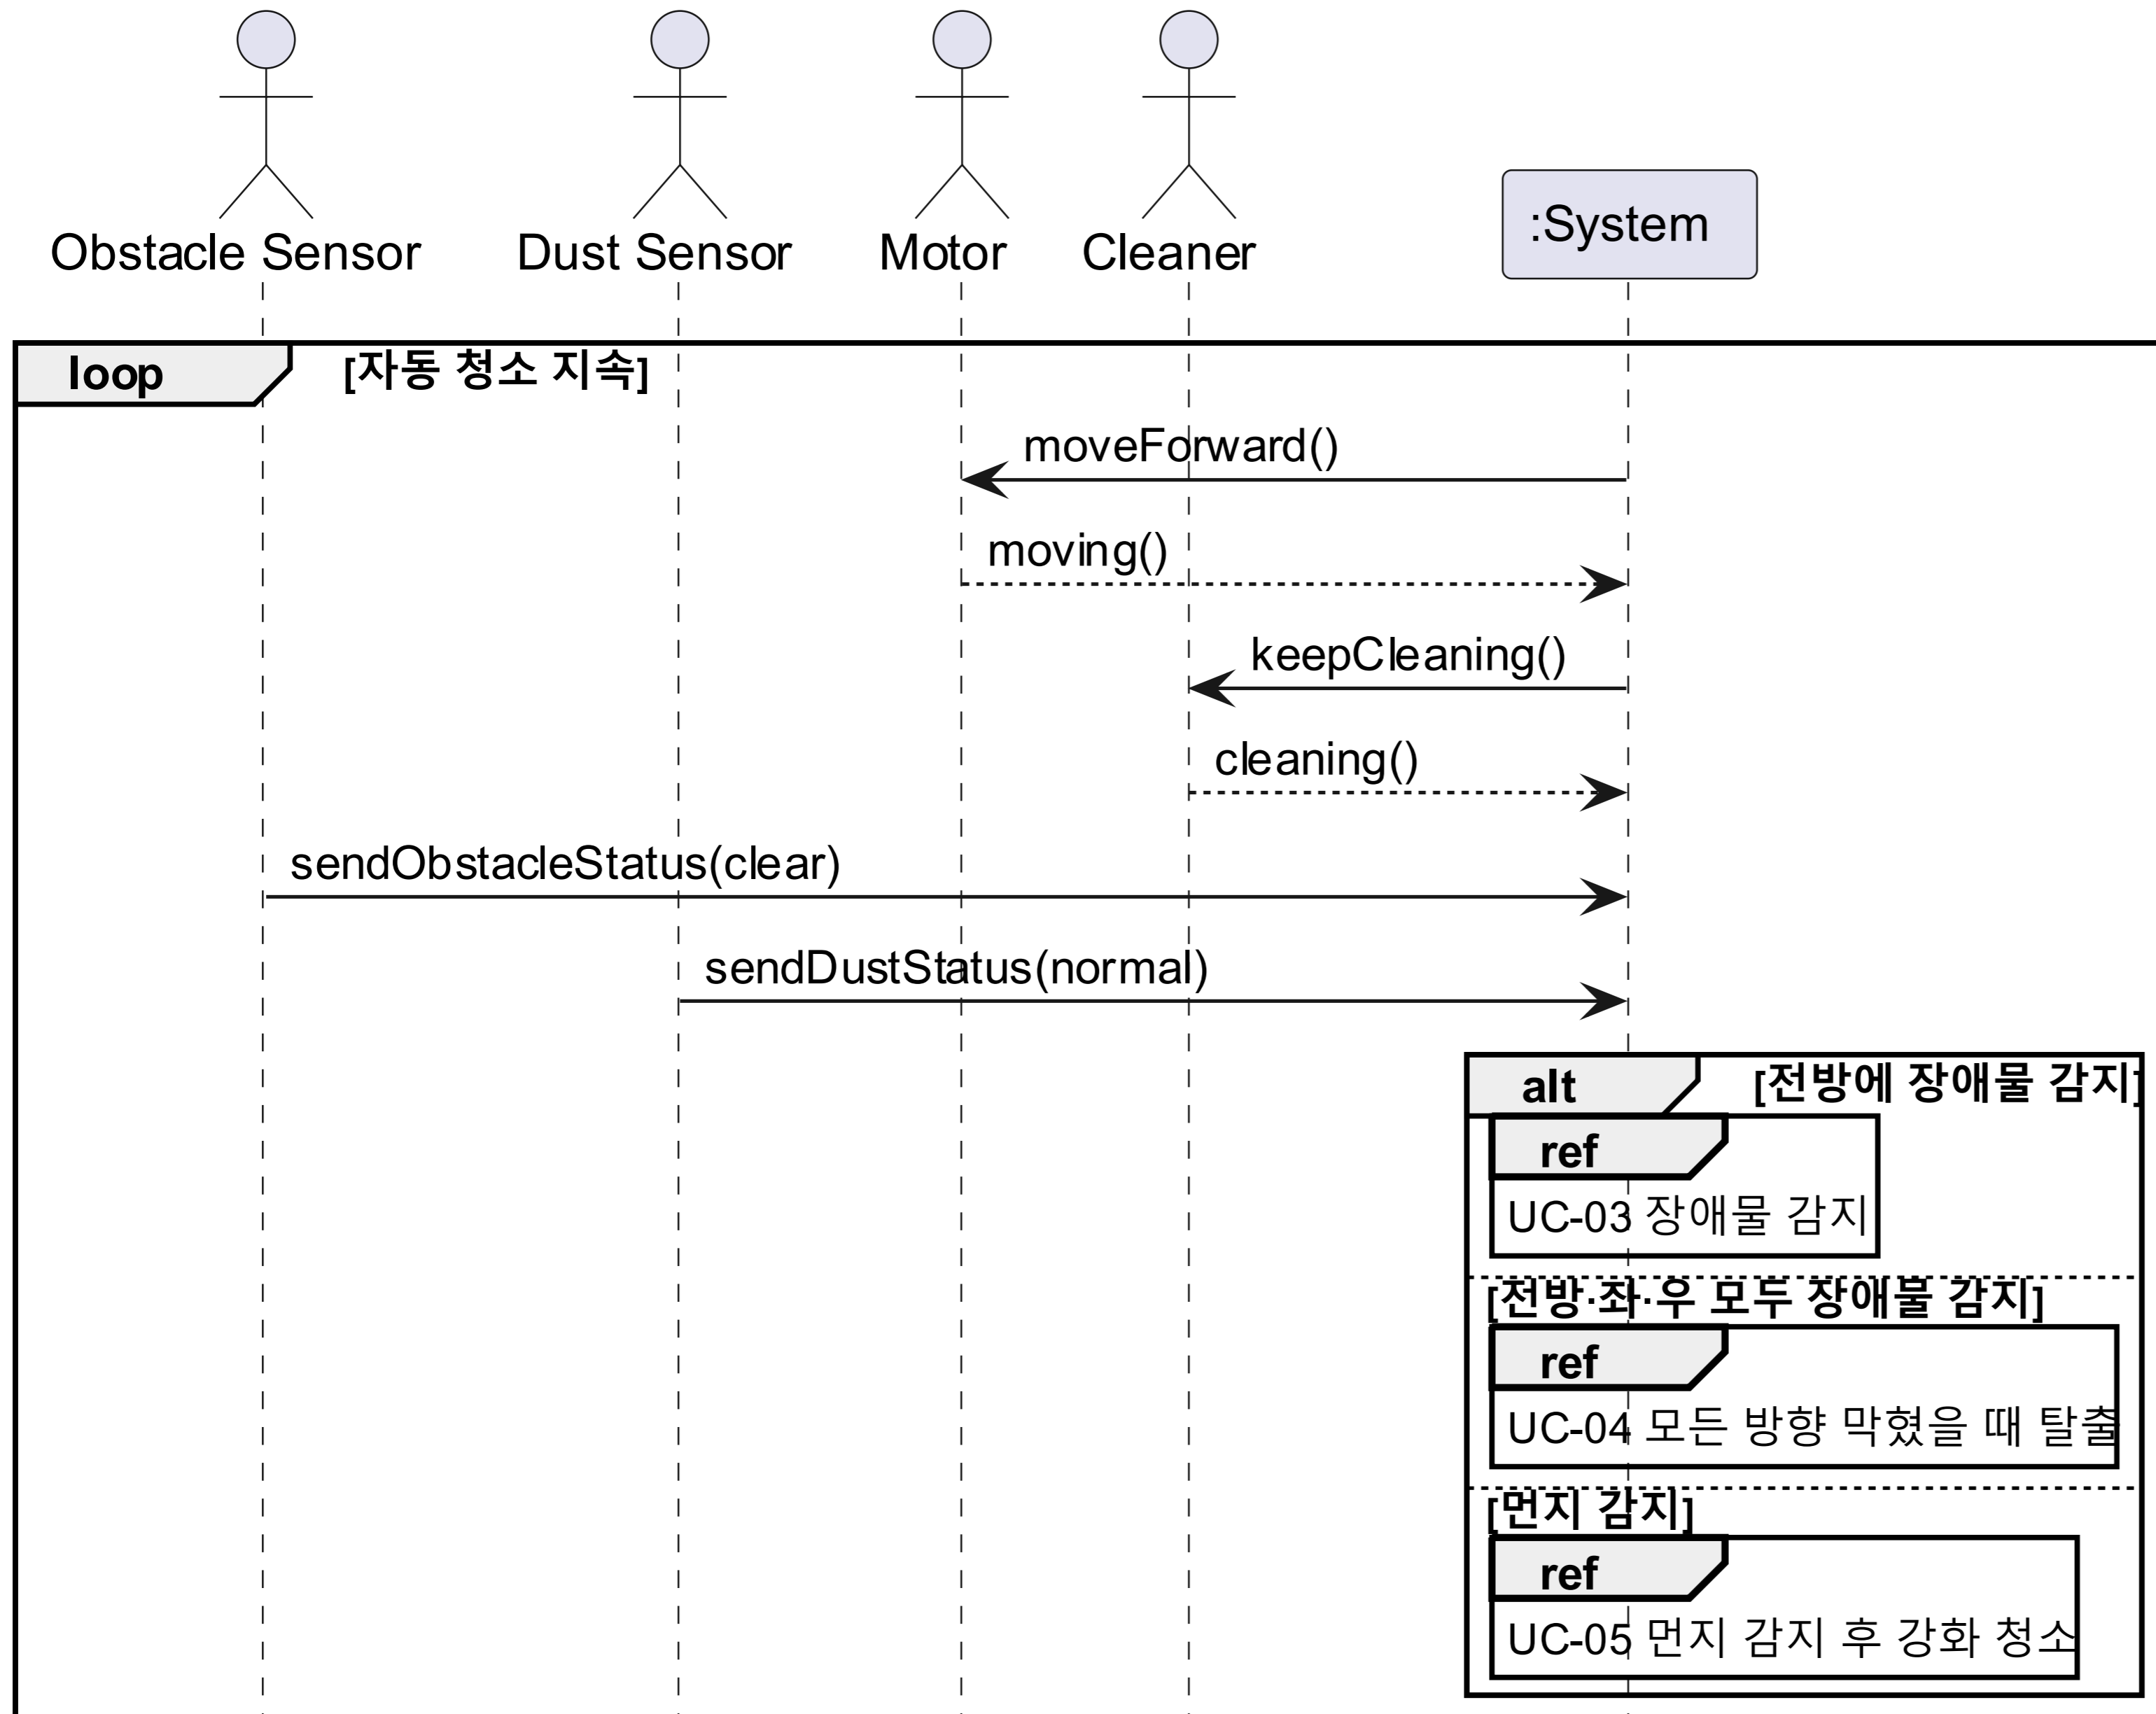 Obstacle Sensor
Dust Sensor
Motor
Cleaner
:System
loop
[자동 청소 지속]
moveForward()
moving()
keepCleaning()
cleaning()
sendObstacleStatus(clear)
sendDustStatus(normal)
alt
[전방에 장애물 감지]
ref
UC-03 장애물 감지
[전방·좌·우 모두 장애물 감지]
ref
UC-04 모든 방향 막혔을 때 탈출
[먼지 감지]
ref
UC-05 먼지 감지 후 강화 청소